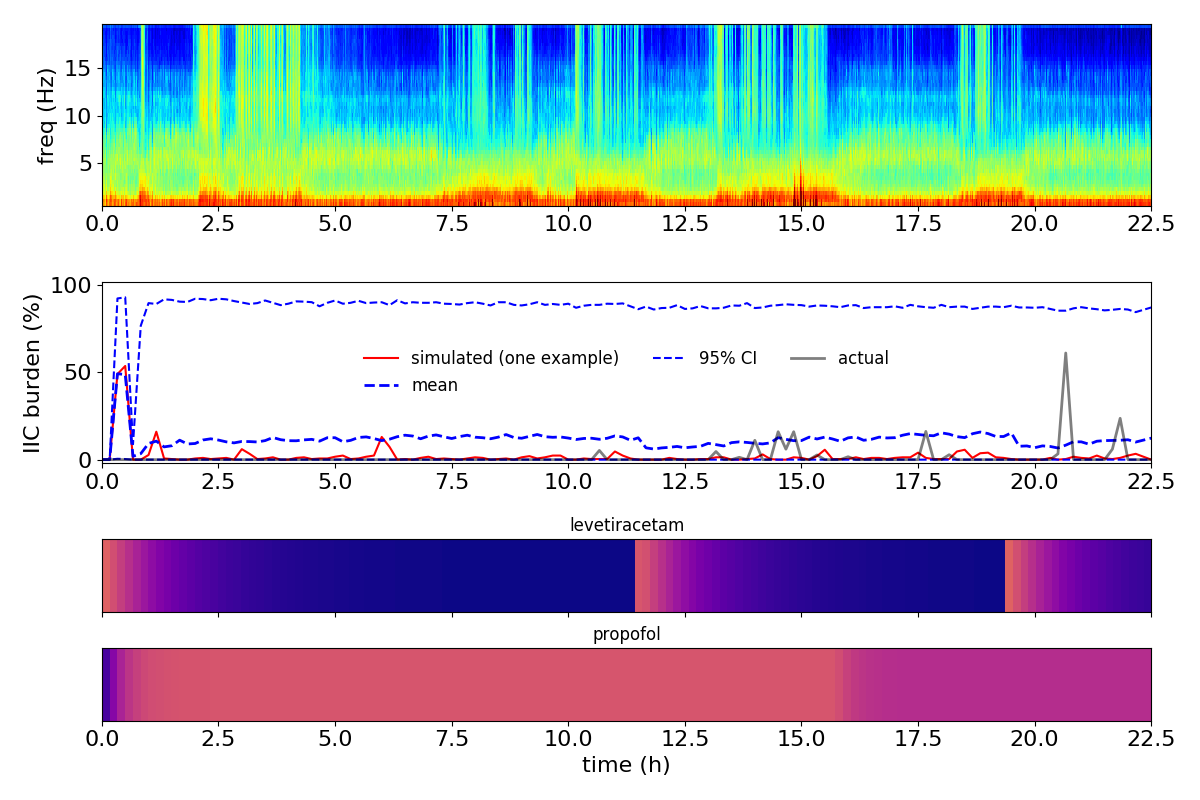 freq (Hz)
15
10
5
0.0 2.5 5.0 7.5 10.0 12.5 15.0 17.5 20.0 22.5
IIC burden (%)
100
50
0
simulated (one example) 95% CI actual
mean
0.0 2.5 5.0 7.5 10.0 12.5 15.0 17.5 20.0 22.5
levetiracetam
propofol
0.0 2.5 5.0 7.5 10.0 12.5 15.0 17.5 20.0 22.5
time (h)